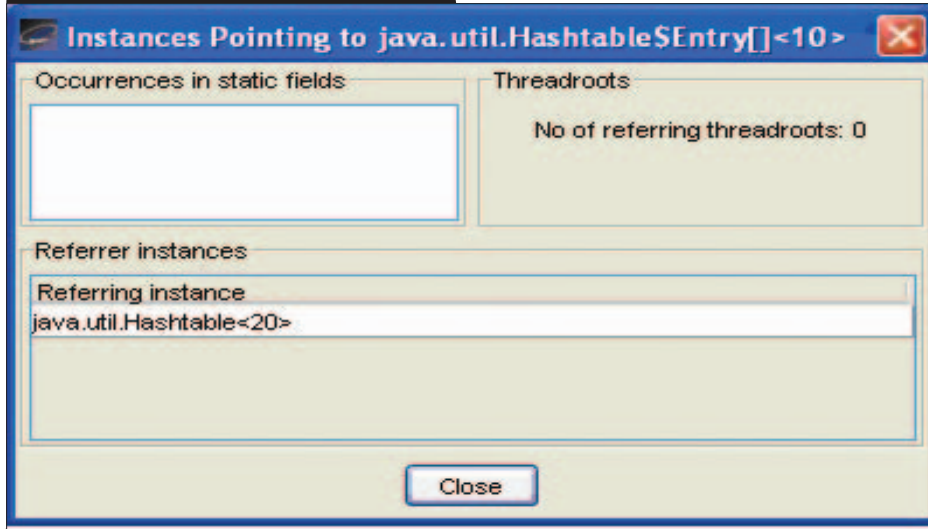 Instances Pointing to java.util.Hashtable$Entry[]<10>
Occurrences in static fields
Threadroots
No of referring threadroots: 0
Referrer instances
Referring instance
java.util.Hashtable<20>
Close